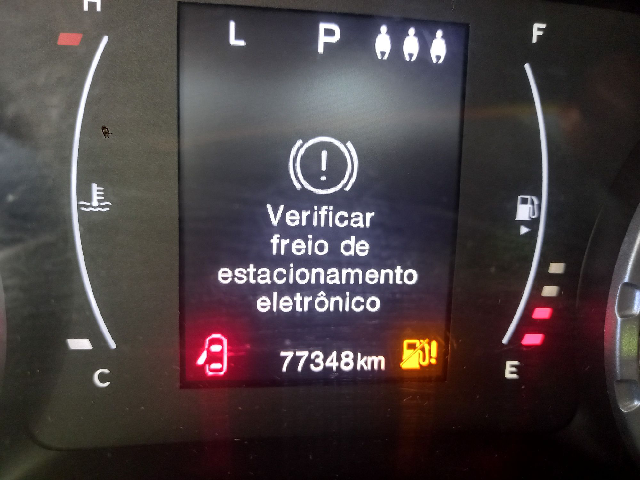 H
L P
F
Verificar
freio de
estacionamento
eletrônico
77348km
C
E